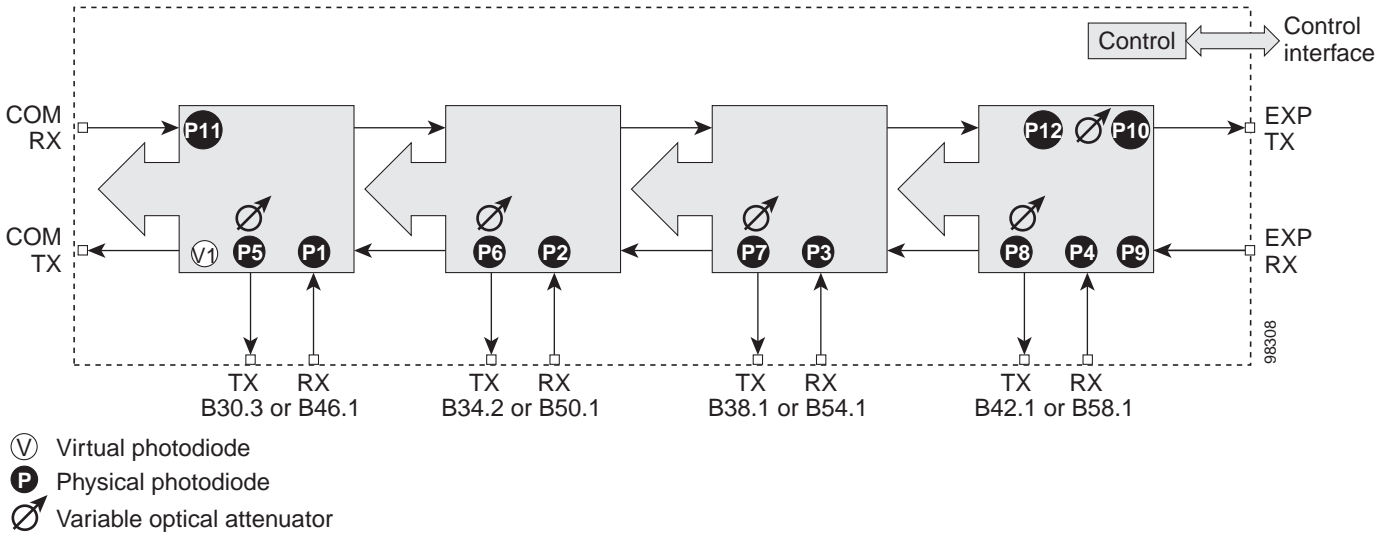 Control
Control
interface
COM
RX
P11
P12
P10
EXP
TX
COM
TX
V1
P5
P1
P6
P2
P7
P3
P8
P4
P9
EXP
RX
98308
TX RX
B30.3 or B46.1
TX RX
B34.2 or B50.1
TX RX
B38.1 or B54.1
TX RX
B42.1 or B58.1
V Virtual photodiode
P Physical photodiode
Variable optical attenuator